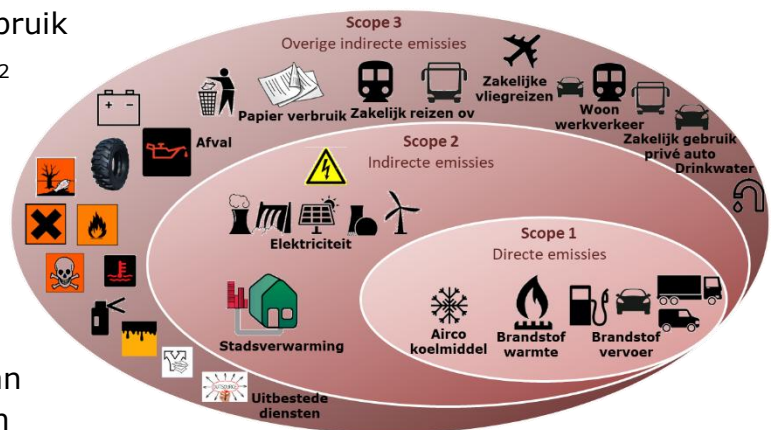 bruik
2
Scope 3
Overige indirecte emissies
Papier verbruik
Zakelijk reizen ov
Zakelijke
vliegreizen
Woon
werkverkeer
Zakelijk gebruik
privé auto
Drinkwater
Afval
Scope 2
Indirecte emissies
Elektriciteit
Stadsverwarming
Scope 1
Directe emissies
Airco
koelmiddel
Brandstof
warmte
Brandstof
vervoer
Uitbestede
diensten
an
n